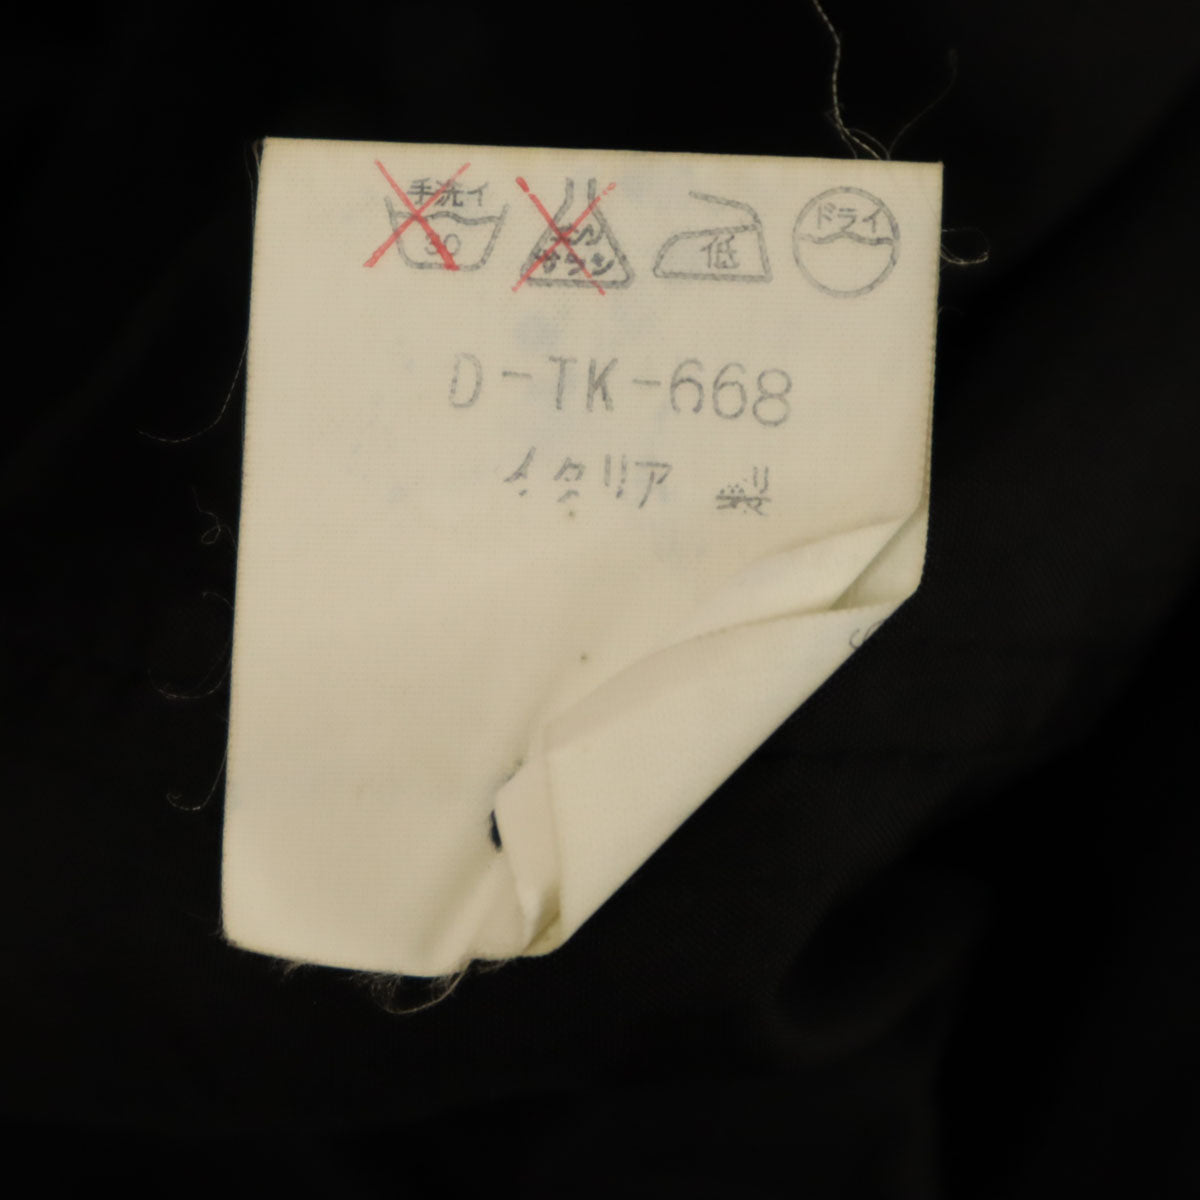 手洗イ 30 エンソ サラシ 低 ドライ
D-TK-668
イタリア 製